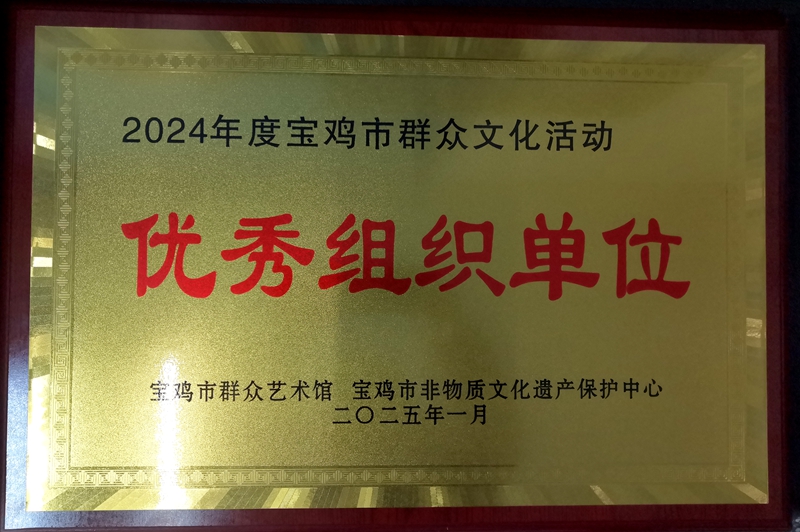 2024年度宝鸡市群众文化活动
优秀组织单位
宝鸡市群众艺术馆 宝鸡市非物质文化遗产保护中心
二〇二五年一月